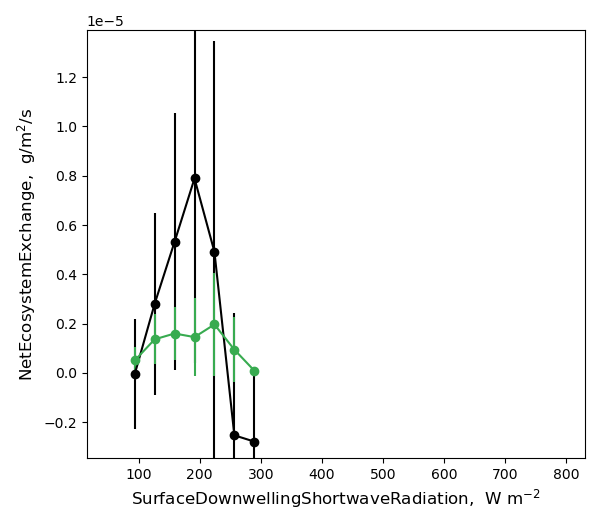 1e−5
1.2
1.0
0.8
0.6
0.4
0.2
0.0
−0.2
NetEcosystemExchange, g/m²/s
100 200 300 400 500 600 700 800
SurfaceDownwellingShortwaveRadiation, W m⁻²